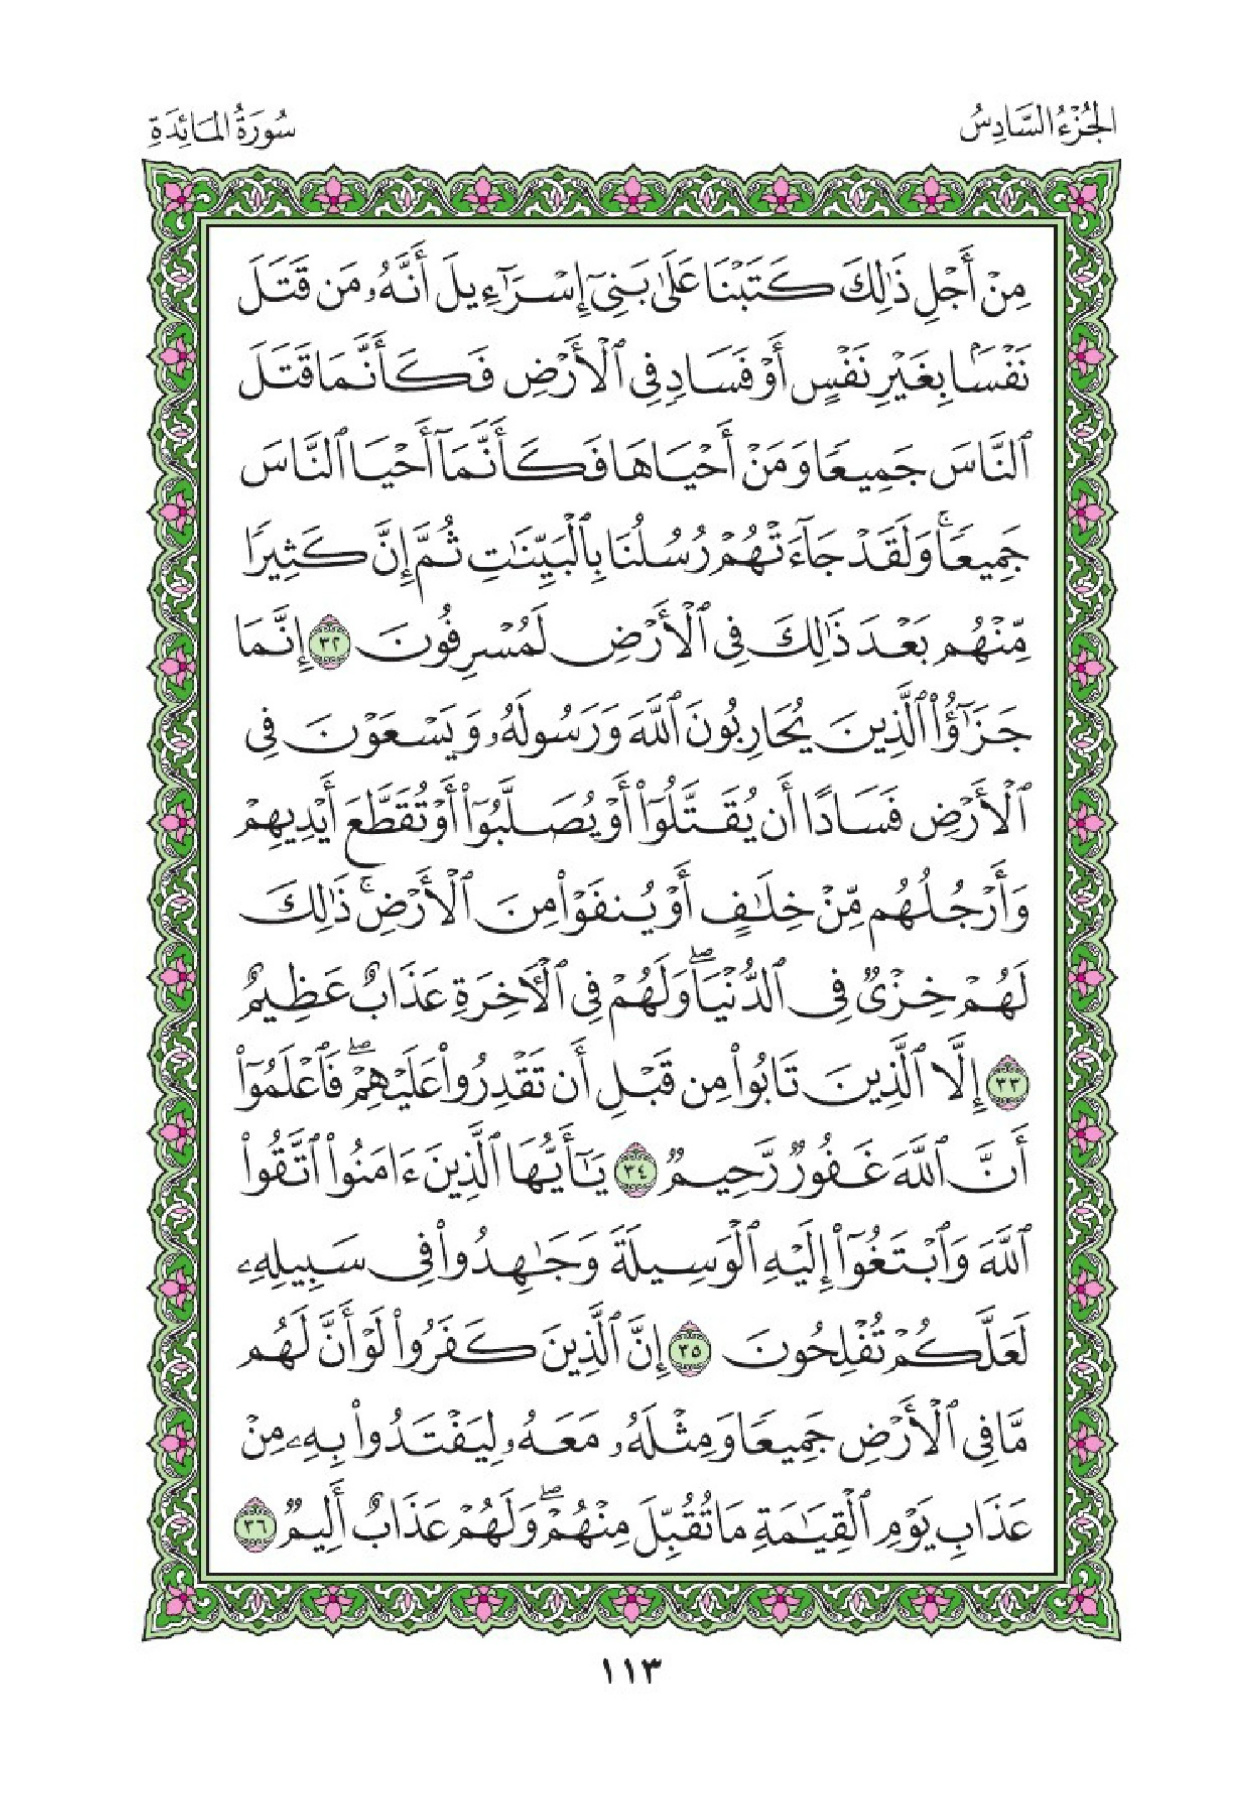 الجُزْءُ السَّادِسُ
سُورَةُ المَائِدَةِ
مِنْ أَجْلِ ذَٰلِكَ كَتَبْنَا عَلَىٰ بَنِيٓ إِسْرَٰٓءِيلَ أَنَّهُۥ مَن قَتَلَ
نَفْسَۢا بِغَيْرِ نَفْسٍ أَوْ فَسَادٍ فِي ٱلْأَرْضِ فَكَأَنَّمَا قَتَلَ
ٱلنَّاسَ جَمِيعًا وَمَنْ أَحْيَاهَا فَكَأَنَّمَآ أَحْيَا ٱلنَّاسَ
جَمِيعًاۚ وَلَقَدْ جَآءَتْهُمْ رُسُلُنَا بِٱلْبَيِّنَٰتِ ثُمَّ إِنَّ كَثِيرًا
مِّنْهُم بَعْدَ ذَٰلِكَ فِي ٱلْأَرْضِ لَمُسْرِفُونَ ٣٢ إِنَّمَا
جَزَٰٓؤُا۟ ٱلَّذِينَ يُحَارِبُونَ ٱللَّهَ وَرَسُولَهُۥ وَيَسْعَوْنَ فِي
ٱلْأَرْضِ فَسَادًا أَن يُقَتَّلُوٓا۟ أَوْ يُصَلَّبُوٓا۟ أَوْ تُقَطَّعَ أَيْدِيهِمْ
وَأَرْجُلُهُم مِّنْ خِلَٰفٍ أَوْ يُنفَوْا۟ مِنَ ٱلْأَرْضِۚ ذَٰلِكَ
لَهُمْ خِزْيٌ فِي ٱلدُّنْيَاۖ وَلَهُمْ فِي ٱلْأَخِرَةِ عَذَابٌ عَظِيمٌ
٣٣ إِلَّا ٱلَّذِينَ تَابُوا۟ مِن قَبْلِ أَن تَقْدِرُوا۟ عَلَيْهِمْۖ فَٱعْلَمُوٓا۟
أَنَّ ٱللَّهَ غَفُورٌ رَّحِيمٌ ٣٤ يَٰٓأَيُّهَا ٱلَّذِينَ ءَامَنُوا۟ ٱتَّقُوا۟
ٱللَّهَ وَٱبْتَغُوٓا۟ إِلَيْهِ ٱلْوَسِيلَةَ وَجَٰهِدُوا۟ فِي سَبِيلِهِۦ
لَعَلَّكُمْ تُفْلِحُونَ ٣٥ إِنَّ ٱلَّذِينَ كَفَرُوا۟ لَوْ أَنَّ لَهُم
مَّا فِي ٱلْأَرْضِ جَمِيعًا وَمِثْلَهُۥ مَعَهُۥ لِيَفْتَدُوا۟ بِهِۦ مِنْ
عَذَابِ يَوْمِ ٱلْقِيَٰمَةِ مَا تُقُبِّلَ مِنْهُمْۖ وَلَهُمْ عَذَابٌ أَلِيمٌ ٣٦
١١٣